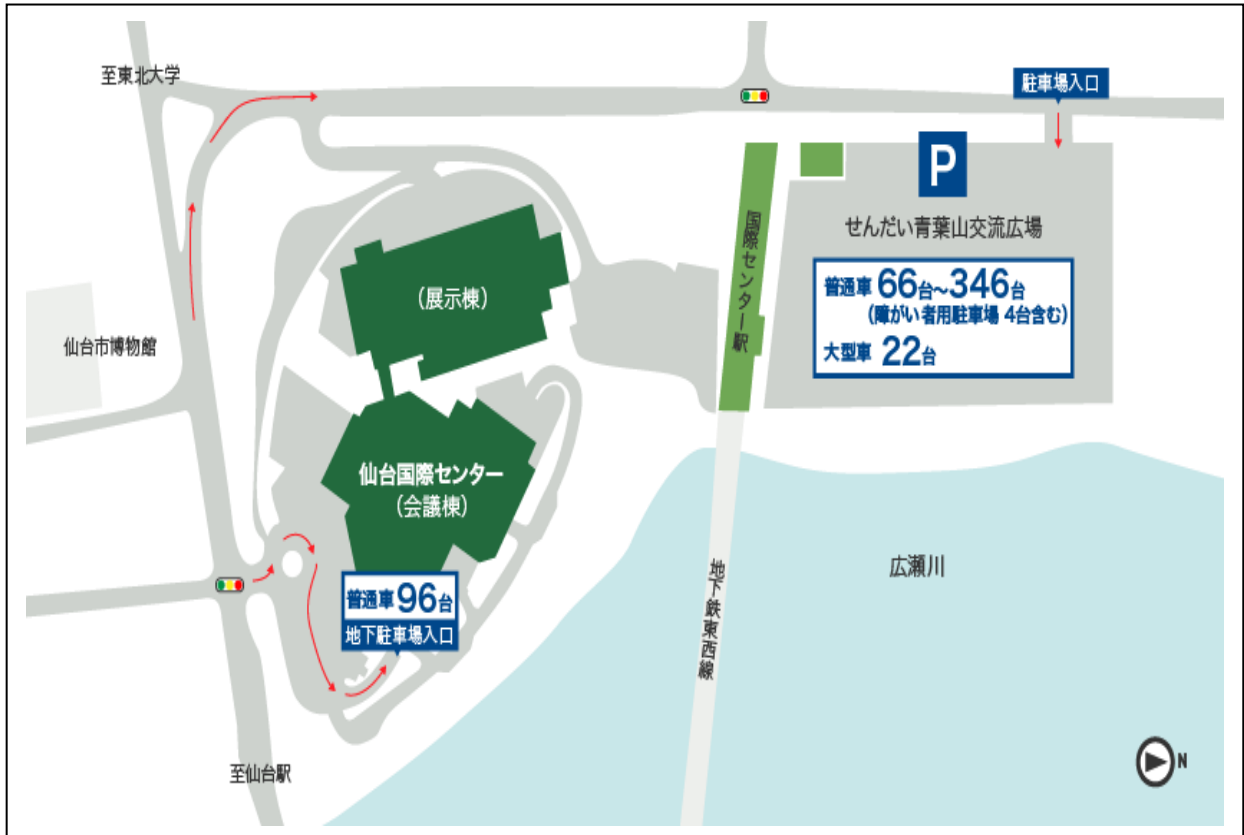 至東北大学
駐車場入口
P
せんだい青葉山交流広場
普通車 66台~346台
(障がい者用駐車場 4台含む)
大型車 22台
国際センター駅
(展示棟)
仙台市博物館
仙台国際センター
(会議棟)
普通車 96台
地下駐車場入口
地下鉄東西線
広瀬川
至仙台駅
N